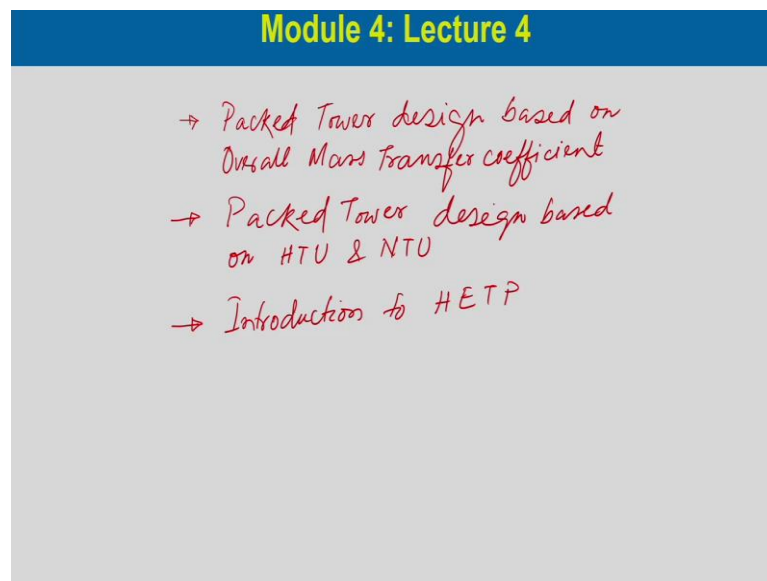 Module 4: Lecture 4
→ Packed Tower design based on
Overall Mass Transfer coefficient
→ Packed Tower design based
on HTU & NTU
→ Introduction to HETP